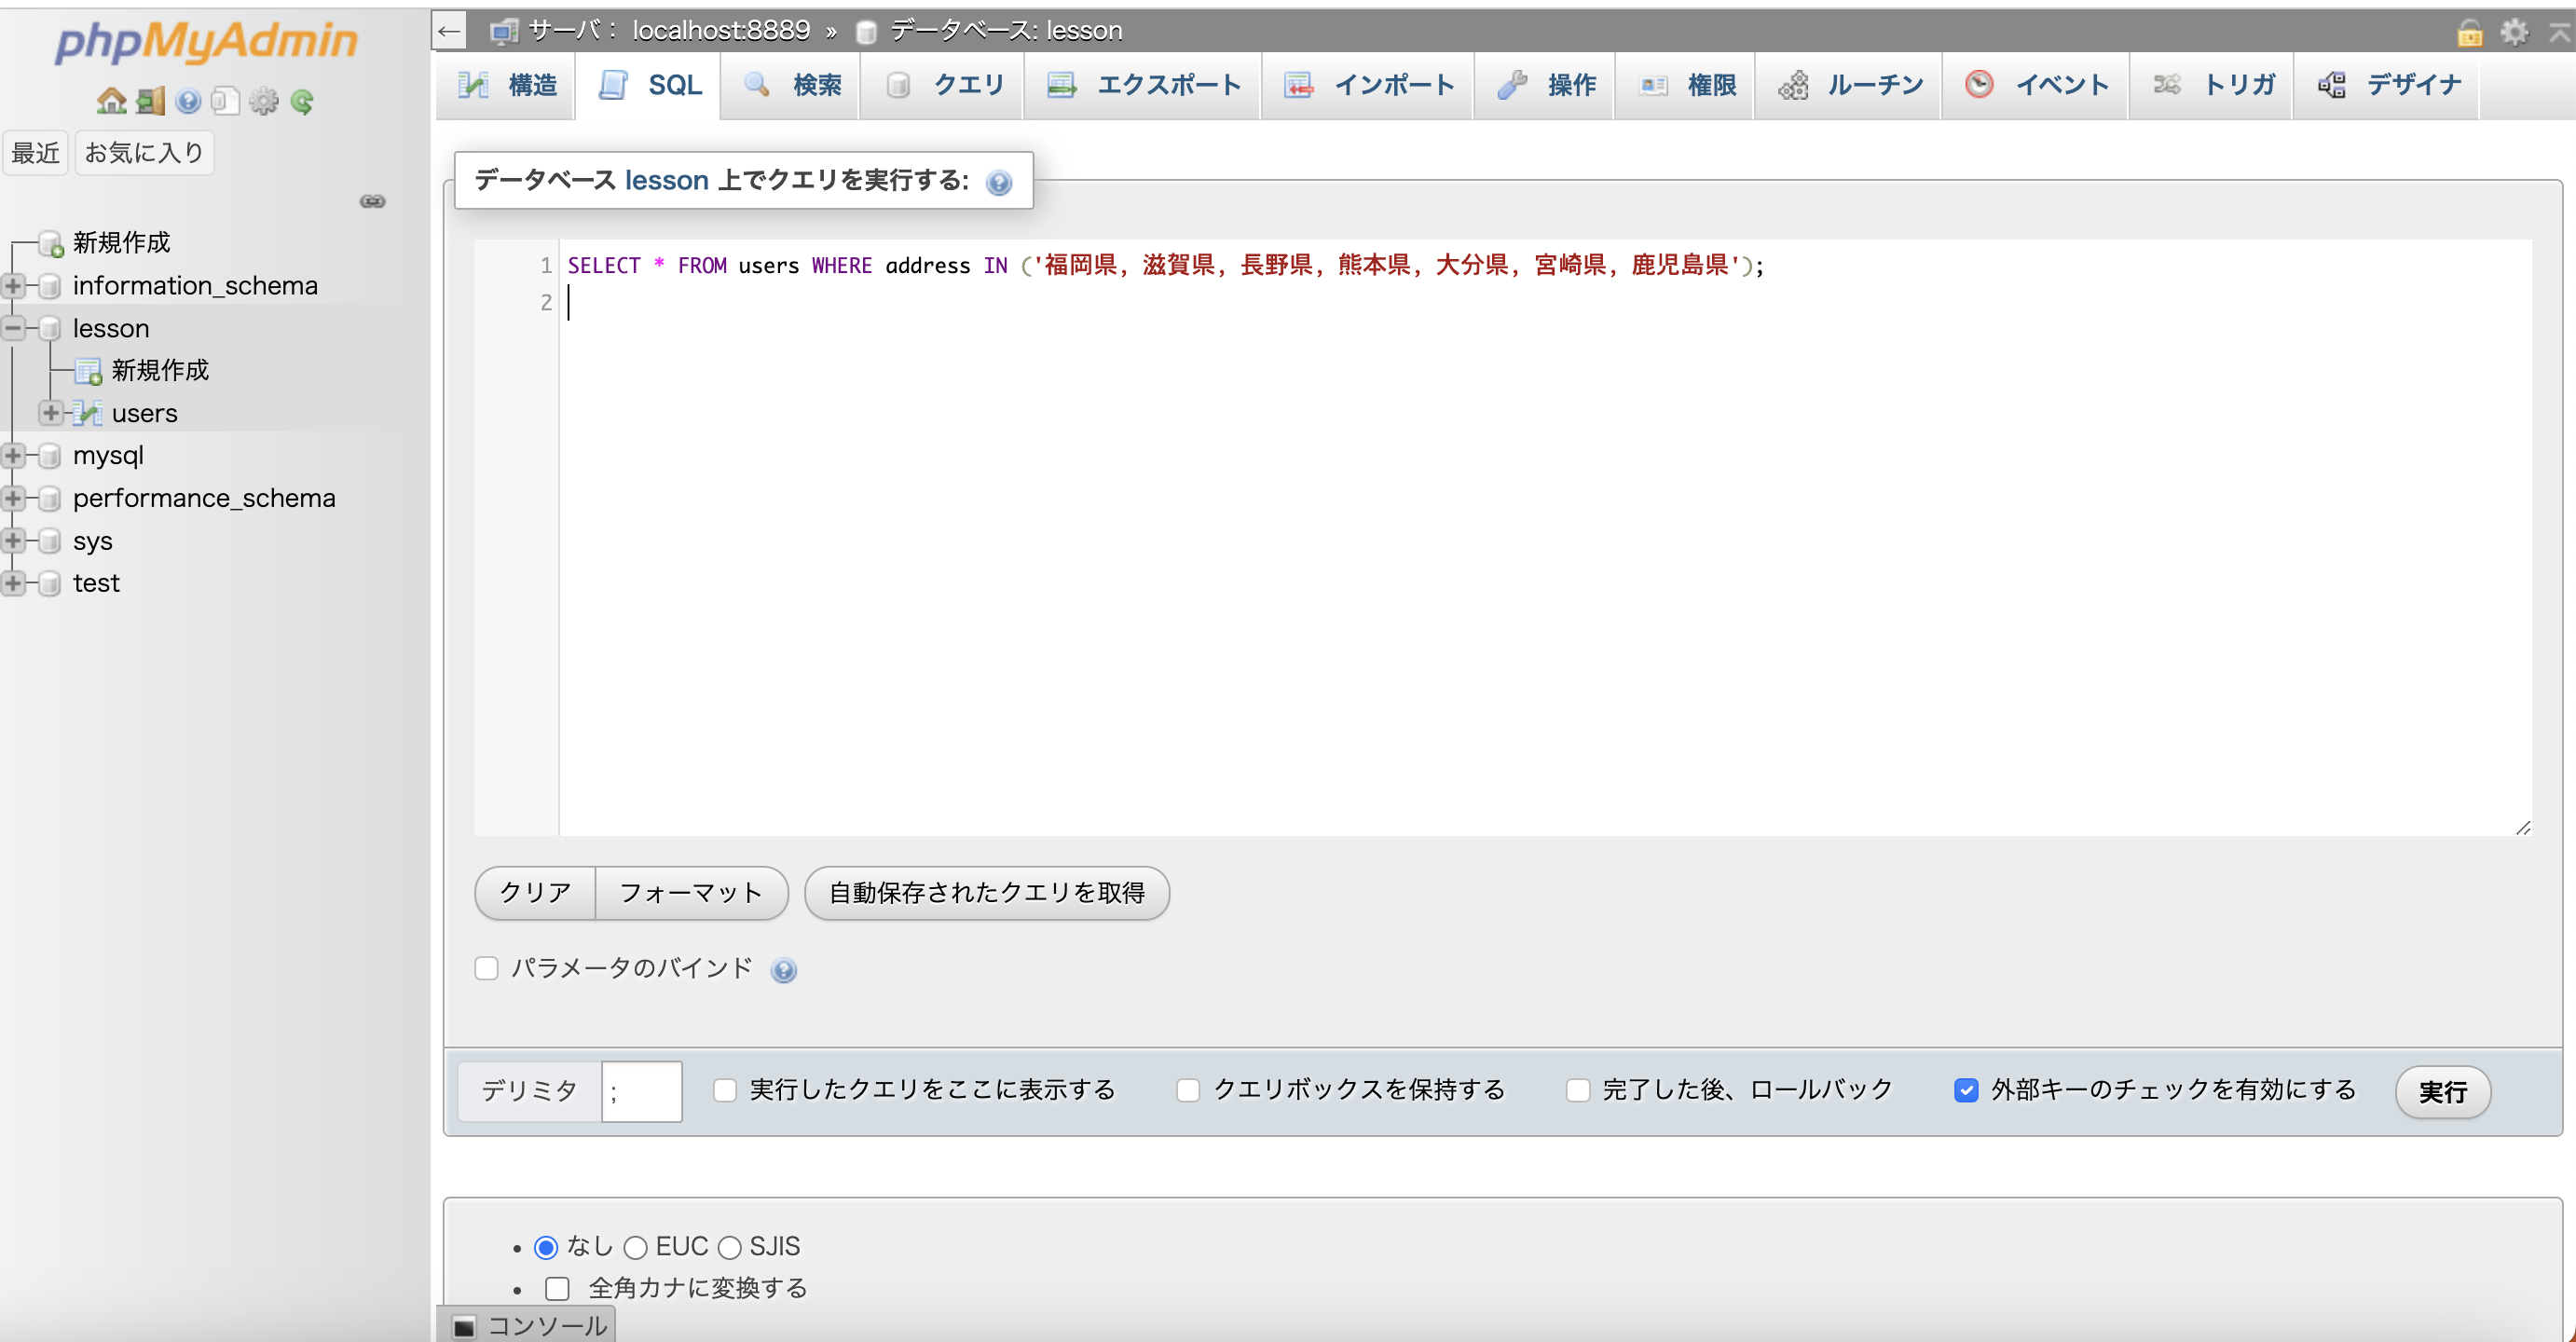 phpMyAdmin
最近 お気に入り
新規作成
information_schema
lesson
新規作成
users
mysql
performance_schema
sys
test
← サーバ： localhost:8889 » データベース: lesson
構造 SQL 検索 クエリ エクスポート インポート 操作 権限 ルーチン イベント トリガ デザイナ
データベース lesson 上でクエリを実行する:
1 SELECT * FROM users WHERE address IN ('福岡県, 滋賀県, 長野県, 熊本県, 大分県, 宮崎県, 鹿児島県');
2
クリア フォーマット 自動保存されたクエリを取得
パラメータのバインド
デリミタ ; 実行したクエリをここに表示する クエリボックスを保持する 完了した後、ロールバック 外部キーのチェックを有効にする 実行
• なし EUC SJIS
• 全角カナに変換する
コンソール